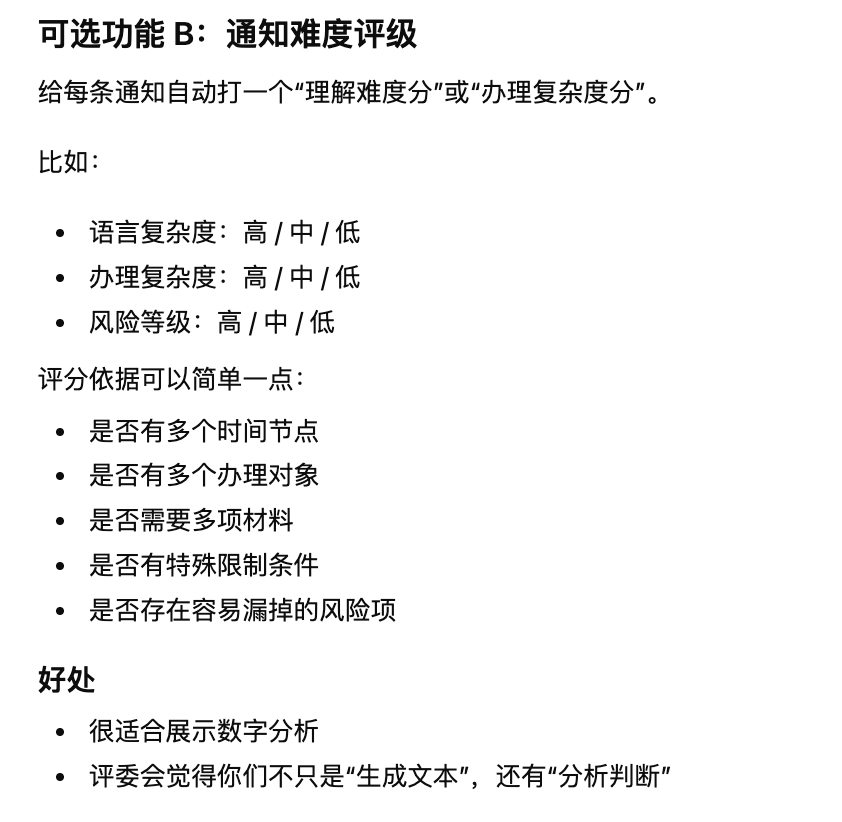 可选功能 B：通知难度评级
给每条通知自动打一个“理解难度分”或“办理复杂度分”。
比如：
• 语言复杂度：高 / 中 / 低
• 办理复杂度：高 / 中 / 低
• 风险等级：高 / 中 / 低
评分依据可以简单一点：
• 是否有多个时间节点
• 是否有多个办理对象
• 是否需要多项材料
• 是否有特殊限制条件
• 是否存在容易漏掉的风险项
好处
• 很适合展示数字分析
• 评委会觉得你们不只是“生成文本”，还有“分析判断”